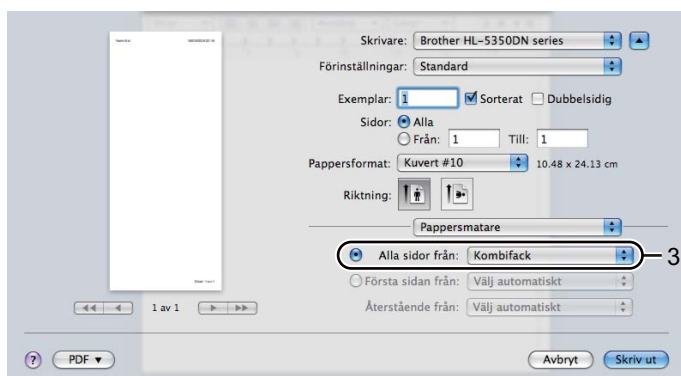 Skrivare: Brother HL-5350DN series
Förinställningar: Standard
Exemplar: 1 Sorterat Dubbelsidig
Sidor: Alla
Från: 1 Till: 1
Pappersformat: Kuvert #10 10.48 x 24.13 cm
Riktning:
Pappersmatare
Alla sidor från: Kombifack 3
Första sidan från: Välj automatiskt
Återstående från: Välj automatiskt
1 av 1
? PDF Avbryt Skriv ut